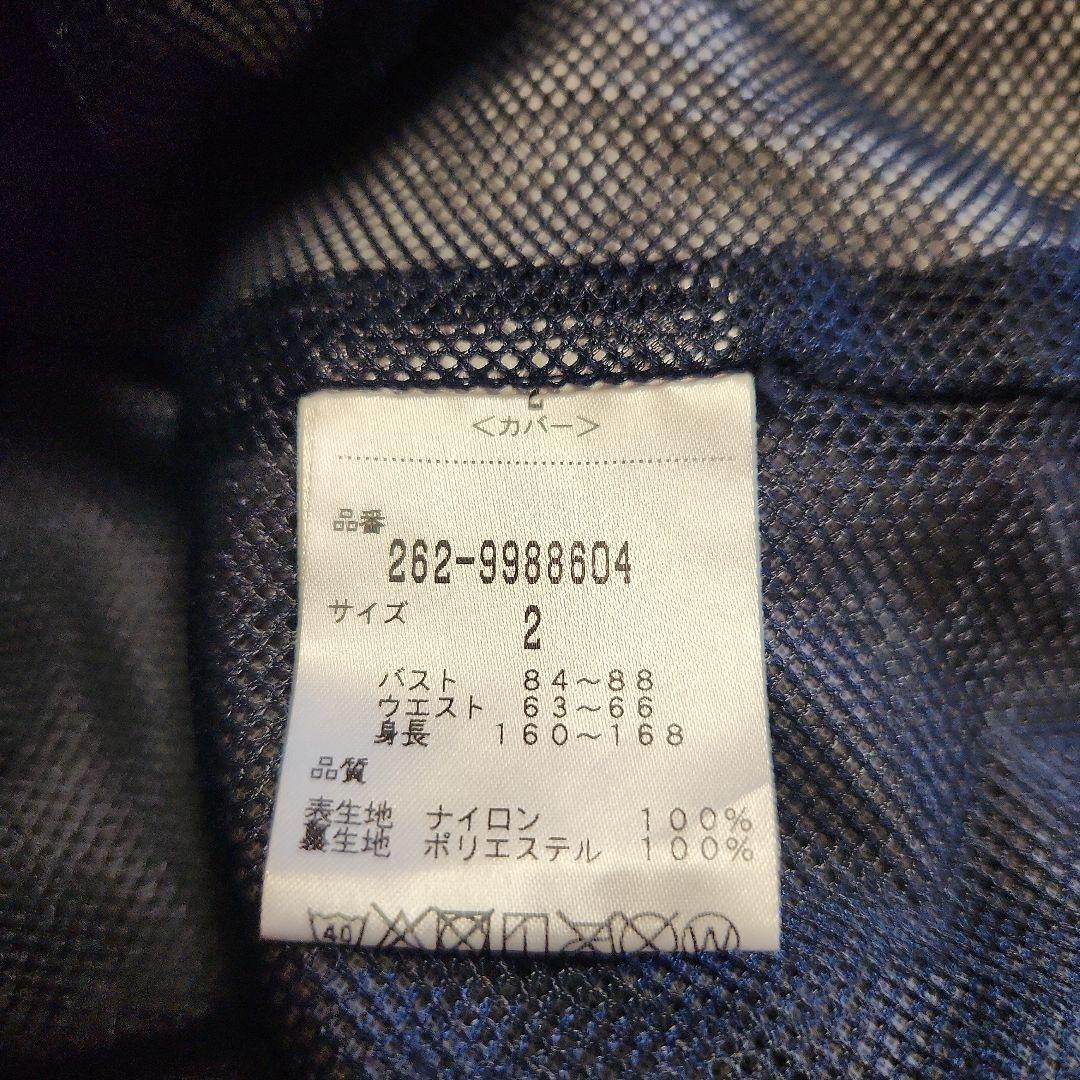 2
<カバー>
品番
262-9988604
サイズ
2
バスト 84~88
ウエスト 63~66
身長 160~168
品質
表生地 ナイロン 100%
裏生地 ポリエステル 100%
40 W